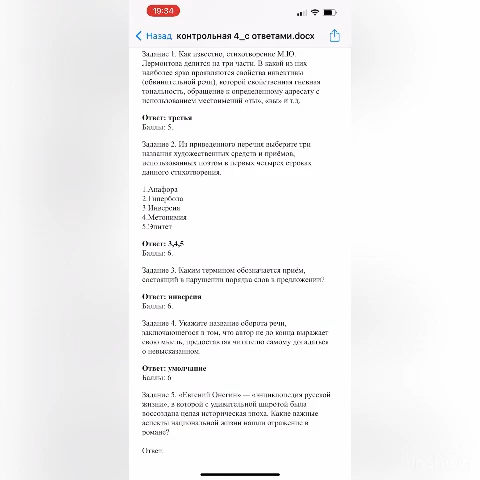 19:34
Назад контрольная 4_с ответами.docx
Задание 1. Как известно, стихотворение М.Ю.
Лермонтова делится на три части. В какой из них
наиболее ярко проявляются свойства инвективы
(обвинительной речи), которой свойственна гневная
тональность, обращение к определенному адресату с
использованием местоимений «ты», «вы» и т.д.
Ответ: третья
Баллы: 5.
Задание 2. Из приведенного перечня выберите три
названия художественных средств и приёмов,
использованных поэтом в первых четырех строках
данного стихотворения.
1.Анафора
2.Гипербола
3.Инверсия
4.Метонимия
5.Эпитет
Ответ: 3,4,5
Баллы: 6.
Задание 3. Каким термином обозначается приём,
состоящий в нарушении порядка слов в предложении?
Ответ: инверсия
Баллы: 6.
Задание 4. Укажите название оборота речи,
заключающегося в том, что автор не до конца выражает
свою мысль, предоставляя читателю самому догадаться
о невысказанном.
Ответ: умолчание
Баллы: 6
Задание 5. «Евгений Онегин» — «энциклопедия русской
жизни», в которой с удивительной широтой была
воссоздана целая историческая эпоха. Какие важные
аспекты национальной жизни нашли отражение в
романе?
Ответ: